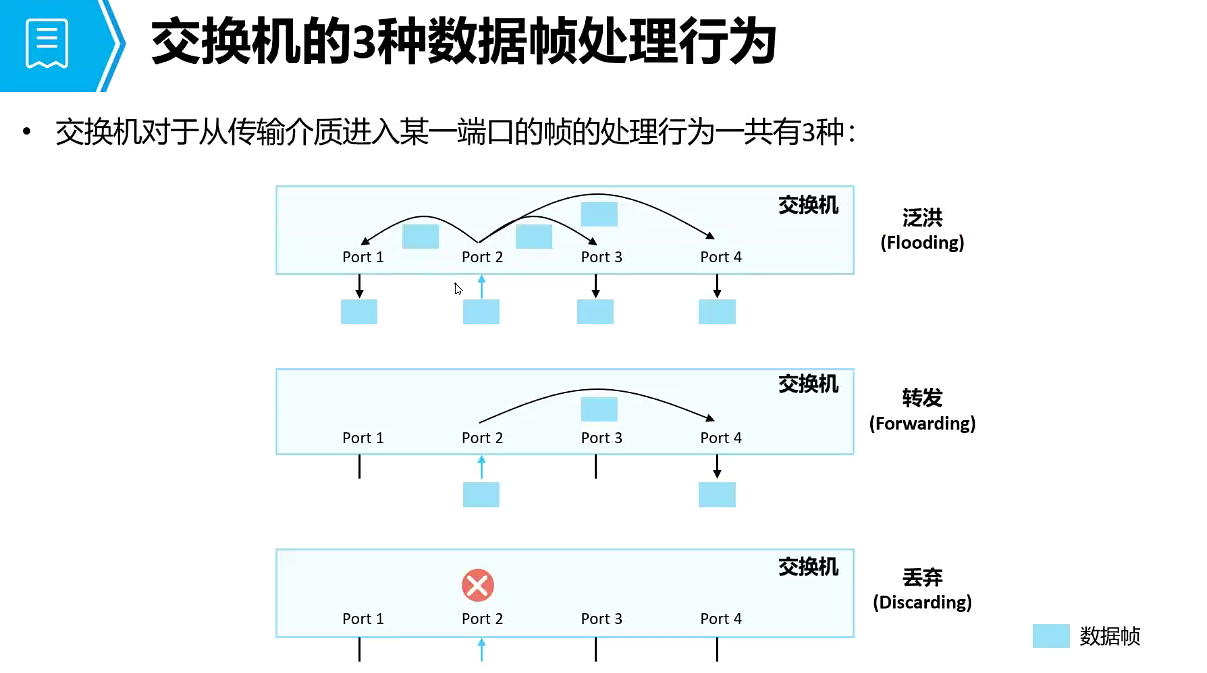 交换机的3种数据帧处理行为
• 交换机对于从传输介质进入某一端口的帧的处理行为一共有3种：
交换机
Port 1 Port 2 Port 3 Port 4
泛洪
(Flooding)
交换机
Port 1 Port 2 Port 3 Port 4
转发
(Forwarding)
交换机
Port 1 Port 2 Port 3 Port 4
丢弃
(Discarding)
数据帧